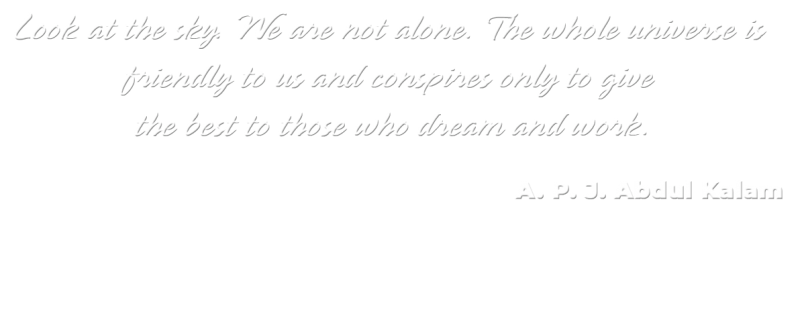 Look at the sky. We are not alone. The whole universe is
friendly to us and conspires only to give
the best to those who dream and work.
A. P. J. Abdul Kalam